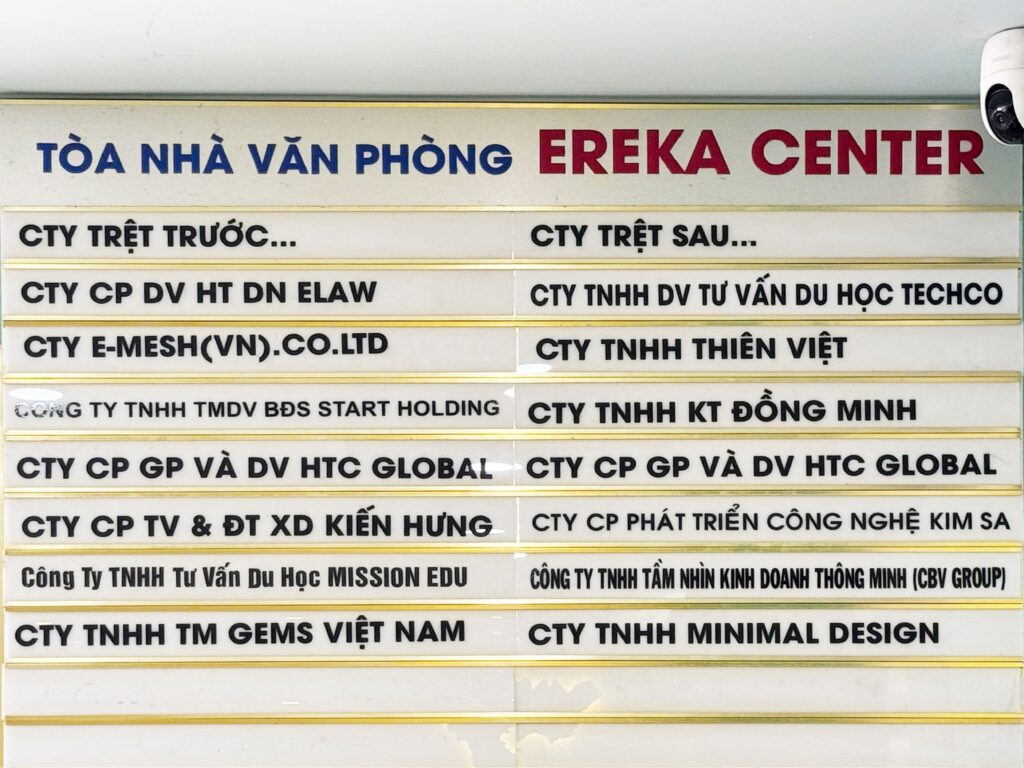 TÒA NHÀ VĂN PHÒNG EREKA CENTER
CTY TRỆT TRƯỚC...
CTY TRỆT SAU...
CTY CP DV HT DN ELAW
CTY TNHH DV TƯ VẤN DU HỌC TECHCO
CTY E-MESH(VN).CO.LTD
CTY TNHH THIÊN VIỆT
CÔNG TY TNHH TMDV BĐS START HOLDING
CTY TNHH KT ĐỒNG MINH
CTY CP GP VÀ DV HTC GLOBAL
CTY CP GP VÀ DV HTC GLOBAL
CTY CP TV & ĐT XD KIẾN HƯNG
CTY CP PHÁT TRIỂN CÔNG NGHỆ KIM SA
Công Ty TNHH Tư Vấn Du Học MISSION EDU
CÔNG TY TNHH TẦM NHÌN KINH DOANH THÔNG MINH (CBV GROUP)
CTY TNHH TM GEMS VIỆT NAM
CTY TNHH MINIMAL DESIGN